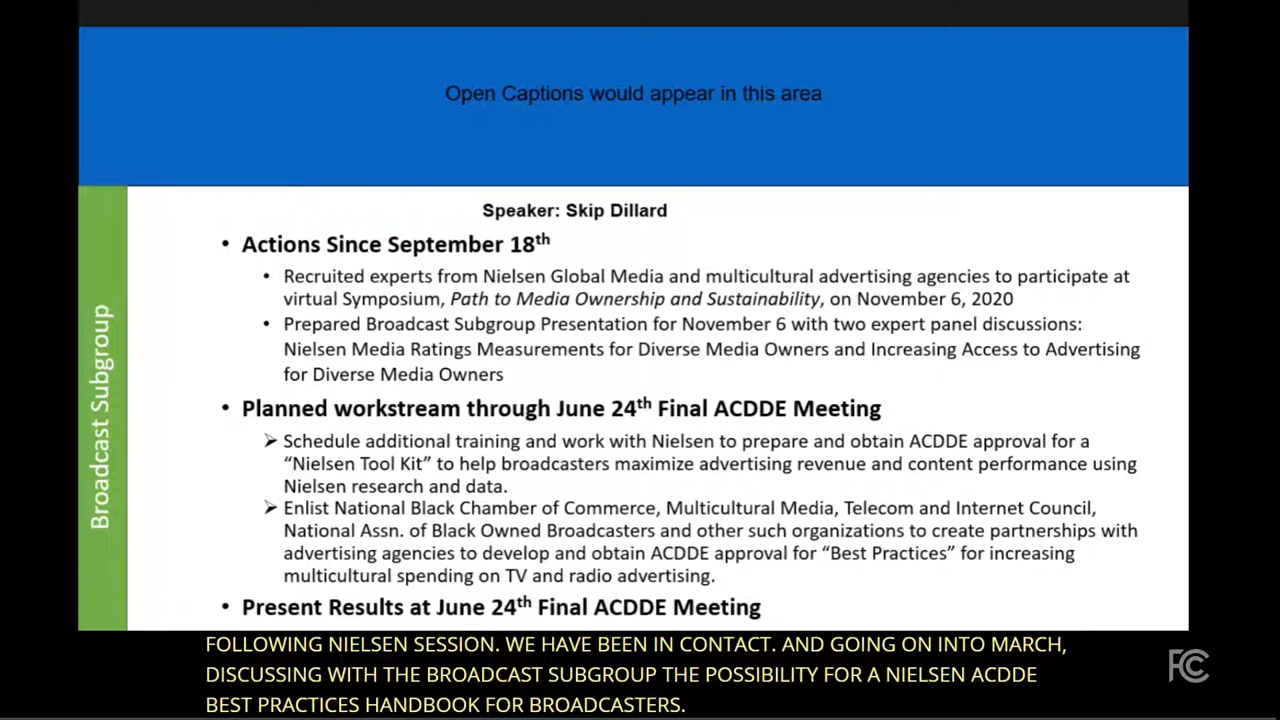 Open Captions would appear in this area
Broadcast Subgroup
Speaker: Skip Dillard
• Actions Since September 18th
• Recruited experts from Nielsen Global Media and multicultural advertising agencies to participate at
virtual Symposium, Path to Media Ownership and Sustainability, on November 6, 2020
• Prepared Broadcast Subgroup Presentation for November 6 with two expert panel discussions:
Nielsen Media Ratings Measurements for Diverse Media Owners and Increasing Access to Advertising
for Diverse Media Owners
• Planned workstream through June 24th Final ACDDE Meeting
➢ Schedule additional training and work with Nielsen to prepare and obtain ACDDE approval for a
“Nielsen Tool Kit” to help broadcasters maximize advertising revenue and content performance using
Nielsen research and data.
➢ Enlist National Black Chamber of Commerce, Multicultural Media, Telecom and Internet Council,
National Assn. of Black Owned Broadcasters and other such organizations to create partnerships with
advertising agencies to develop and obtain ACDDE approval for “Best Practices” for increasing
multicultural spending on TV and radio advertising.
• Present Results at June 24th Final ACDDE Meeting
FOLLOWING NIELSEN SESSION. WE HAVE BEEN IN CONTACT. AND GOING ON INTO MARCH,
DISCUSSING WITH THE BROADCAST SUBGROUP THE POSSIBILITY FOR A NIELSEN ACDDE
BEST PRACTICES HANDBOOK FOR BROADCASTERS.
FCC